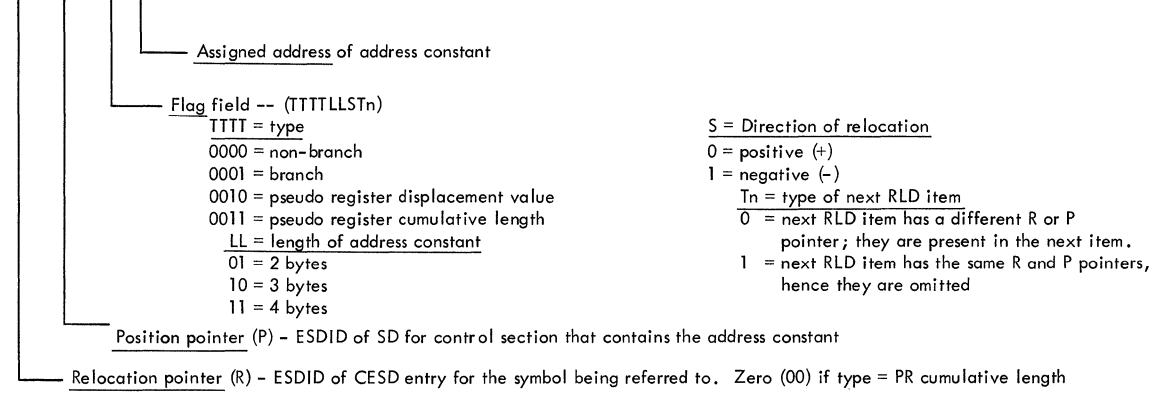 Assigned address of address constant
Flag field -- (TTTTLLSTn)
TTTT = type
0000 = non-branch
0001 = branch
0010 = pseudo register displacement value
0011 = pseudo register cumulative length
LL = length of address constant
01 = 2 bytes
10 = 3 bytes
11 = 4 bytes
S = Direction of relocation
0 = positive (+)
1 = negative (-)
Tn = type of next RLD item
0 = next RLD item has a different R or P
pointer; they are present in the next item.
1 = next RLD item has the same R and P pointers,
hence they are omitted
Position pointer (P) - ESDID of SD for control section that contains the address constant
Relocation pointer (R) - ESDID of CESD entry for the symbol being referred to. Zero (00) if type = PR cumulative length